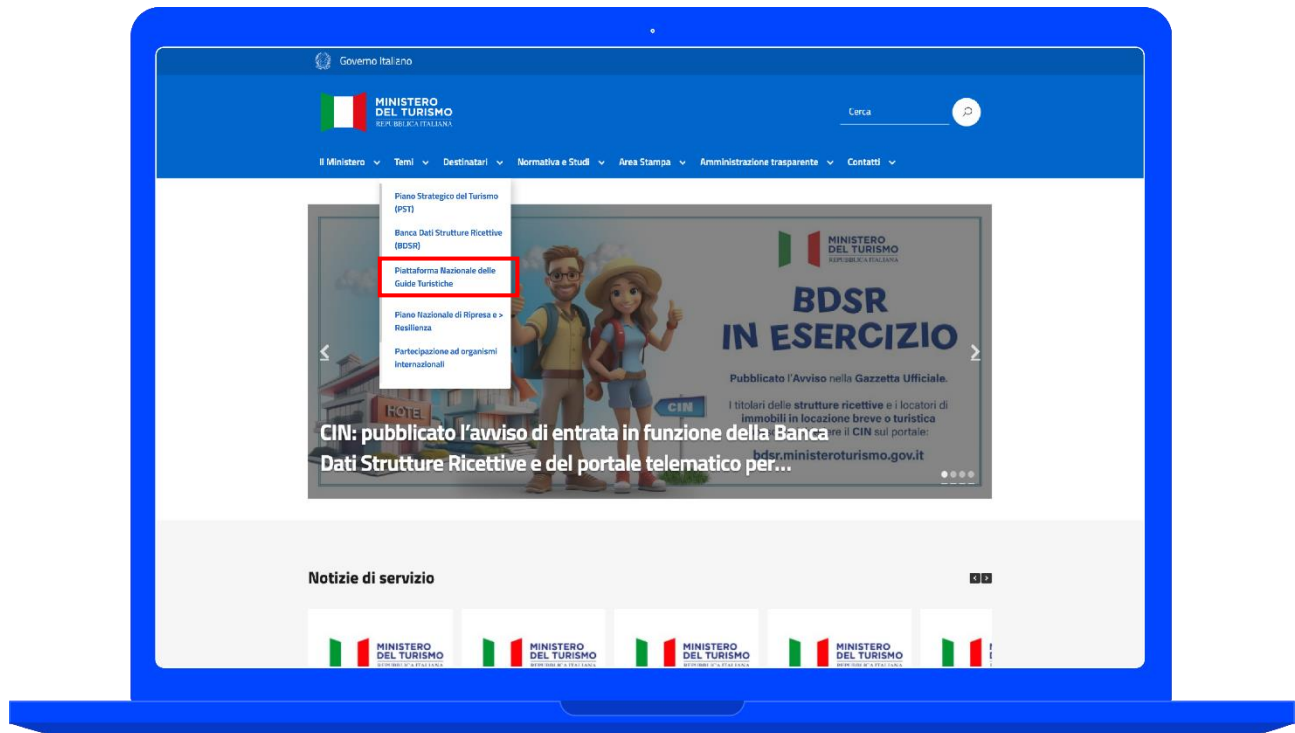 Governo Italiano
MINISTERO
DEL TURISMO
REPUBBLICA ITALIANA
Cerca
Il Ministero Temi Destinatari Normativa e Studi Area Stampa Amministrazione trasparente Contatti
Piano Strategico del Turismo
(PST)
Banca Dati Strutture Ricettive
(BDSR)
Piattaforma Nazionale delle
Guide Turistiche
Piano Nazionale di Ripresa e >
Resilienza
Partecipazione ad organismi
internazionali
MINISTERO
DEL TURISMO
REPUBBLICA ITALIANA
BDSR
IN ESERCIZIO
Pubblicato l'Avviso nella Gazzetta Ufficiale.
I titolari delle strutture ricettive e i locatori di
immobili in locazione breve o turistica
ere il CIN sul portale:
bdsr.ministeroturismo.gov.it
HOTEL
CIN
CIN: pubblicato l’avviso di entrata in funzione della Banca
Dati Strutture Ricettive e del portale telematico per...
Notizie di servizio
MINISTERO
DEL TURISMO
REPUBBLICA ITALIANA
MINISTERO
DEL TURISMO
REPUBBLICA ITALIANA
MINISTERO
DEL TURISMO
REPUBBLICA ITALIANA
MINISTERO
DEL TURISMO
REPUBBLICA ITALIANA